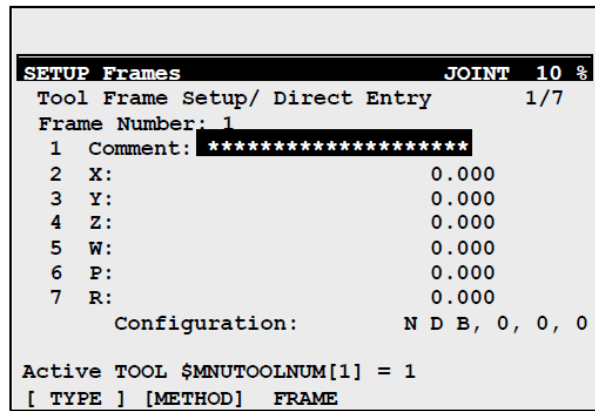 SETUP Frames JOINT 10 %
Tool Frame Setup/ Direct Entry 1/7
Frame Number: 1
1 Comment: ********************
2 X: 0.000
3 Y: 0.000
4 Z: 0.000
5 W: 0.000
6 P: 0.000
7 R: 0.000
Configuration: N D B, 0, 0, 0
Active TOOL $MNUTOOLNUM[1] = 1
[ TYPE ] [METHOD] FRAME